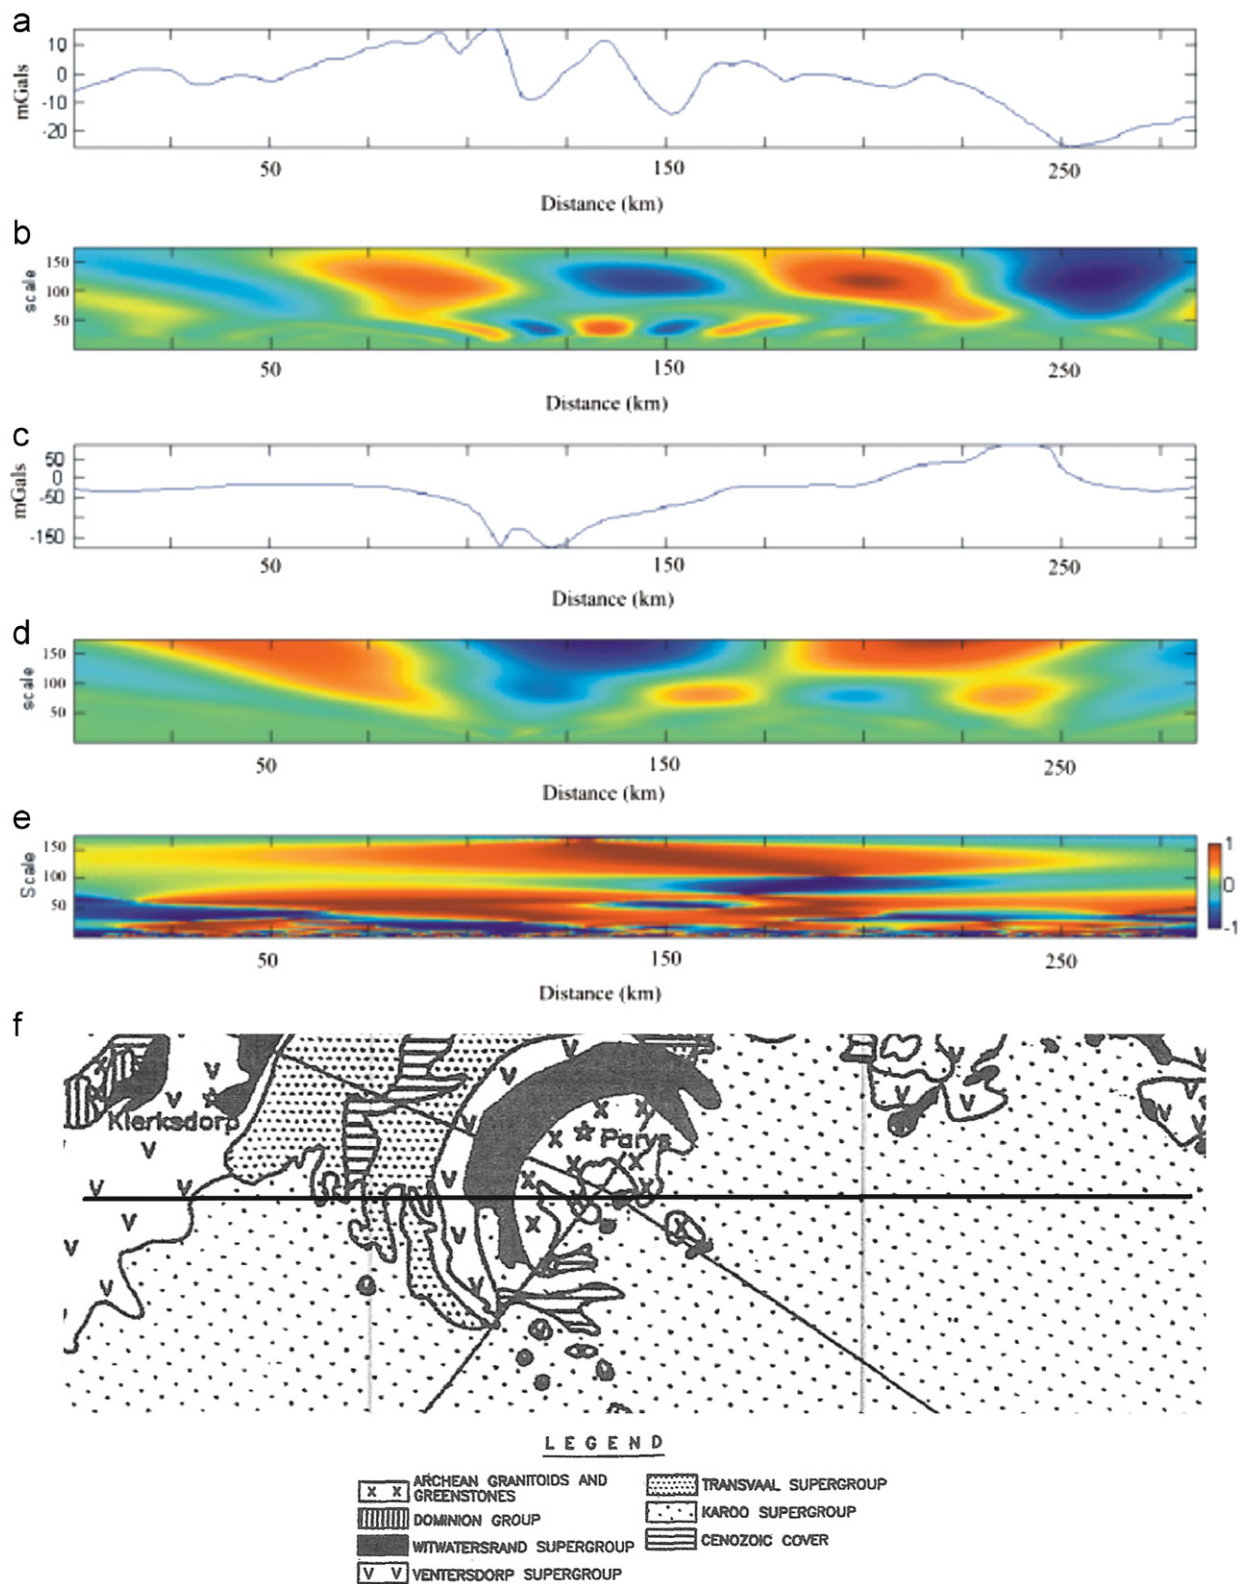 a
10
0
-10
-20
mGals
50 150 250
Distance (km)
b
150
100
50
scale
50 150 250
Distance (km)
c
50
0
-50
-150
mGals
50 150 250
Distance (km)
d
150
100
50
scale
50 150 250
Distance (km)
e
150
100
50
Scale
1
0
-1
50 150 250
Distance (km)
f
Klerksdorp
Parys
LEGEND
X X ARCHEAN GRANITOIDS AND
GREENSTONES
DOMINION GROUP
WITWATERSRAND SUPERGROUP
V V VENTERSDORP SUPERGROUP
TRANSVAAL SUPERGROUP
KAROO SUPERGROUP
CENOZOIC COVER